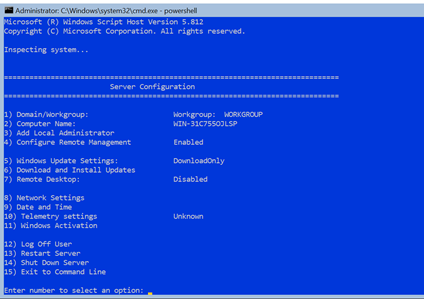 Administrator: C:\Windows\system32\cmd.exe - powershell
Microsoft (R) Windows Script Host Version 5.812
Copyright (C) Microsoft Corporation. All rights reserved.
Inspecting system...
===============================================================================
Server Configuration
===============================================================================
1) Domain/Workgroup: Workgroup: WORKGROUP
2) Computer Name: WIN-31C755OJLSP
3) Add Local Administrator
4) Configure Remote Management Enabled
5) Windows Update Settings: DownloadOnly
6) Download and Install Updates
7) Remote Desktop: Disabled
8) Network Settings
9) Date and Time
10) Telemetry settings Unknown
11) Windows Activation
12) Log Off User
13) Restart Server
14) Shut Down Server
15) Exit to Command Line
Enter number to select an option: _